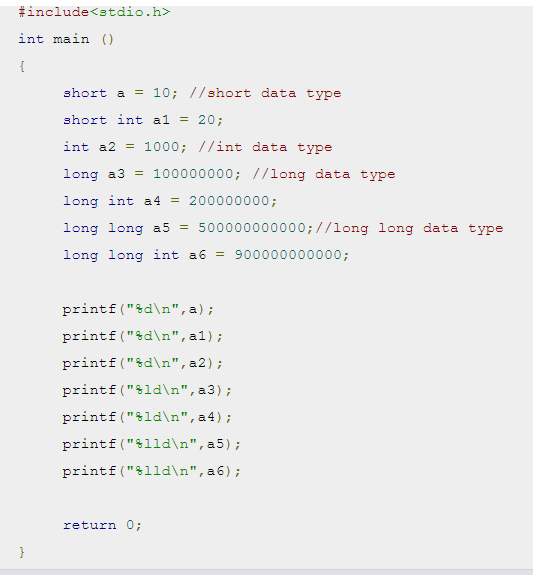 #include<stdio.h>
int main ()
{
short a = 10; //short data type
short int a1 = 20;
int a2 = 1000; //int data type
long a3 = 100000000; //long data type
long int a4 = 200000000;
long long a5 = 500000000000;//long long data type
long long int a6 = 900000000000;
printf("%d\n",a);
printf("%d\n",a1);
printf("%d\n",a2);
printf("%ld\n",a3);
printf("%ld\n",a4);
printf("%lld\n",a5);
printf("%lld\n",a6);
return 0;
}